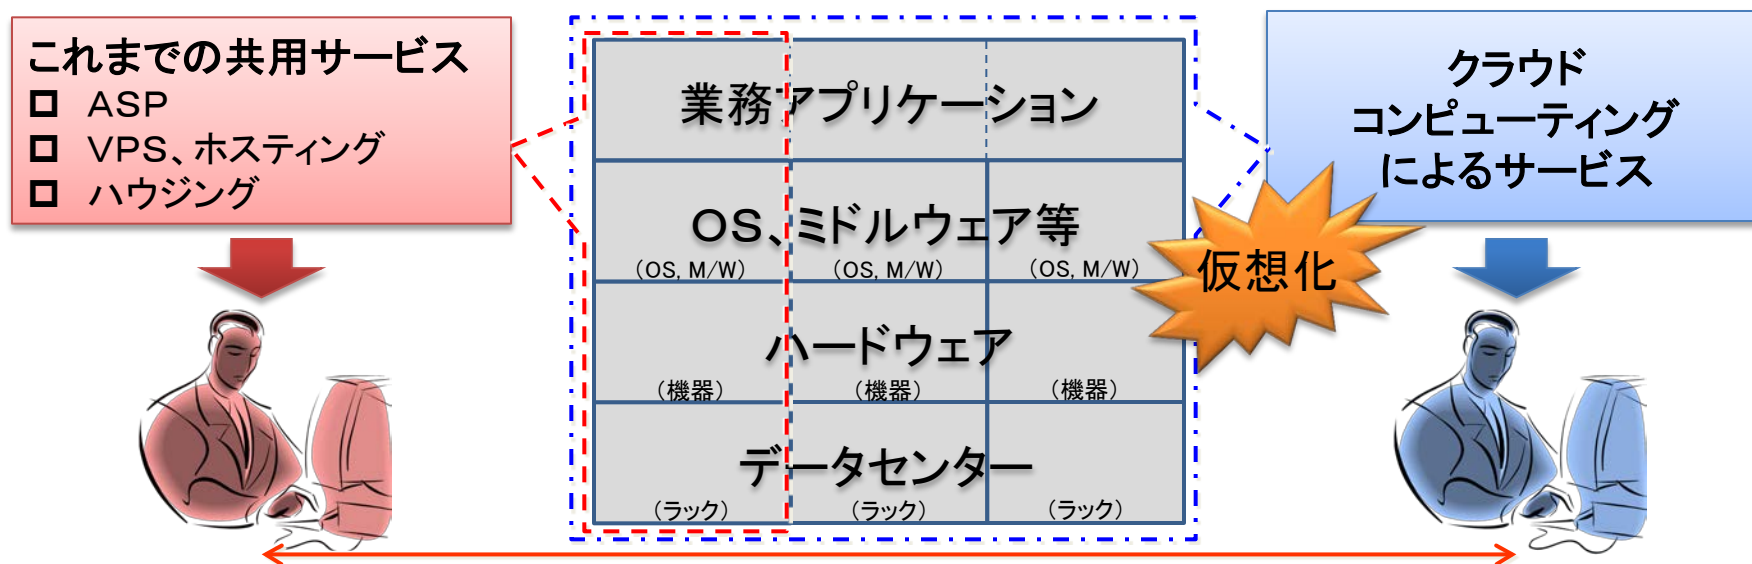 これまでの共用サービス
ASP
VPS、ホスティング
ハウジング
業務アプリケーション
OS、ミドルウェア等
(OS, M/W) (OS, M/W) (OS, M/W)
ハードウェア
(機器) (機器) (機器)
データセンター
(ラック) (ラック) (ラック)
クラウド
コンピューティング
によるサービス
仮想化